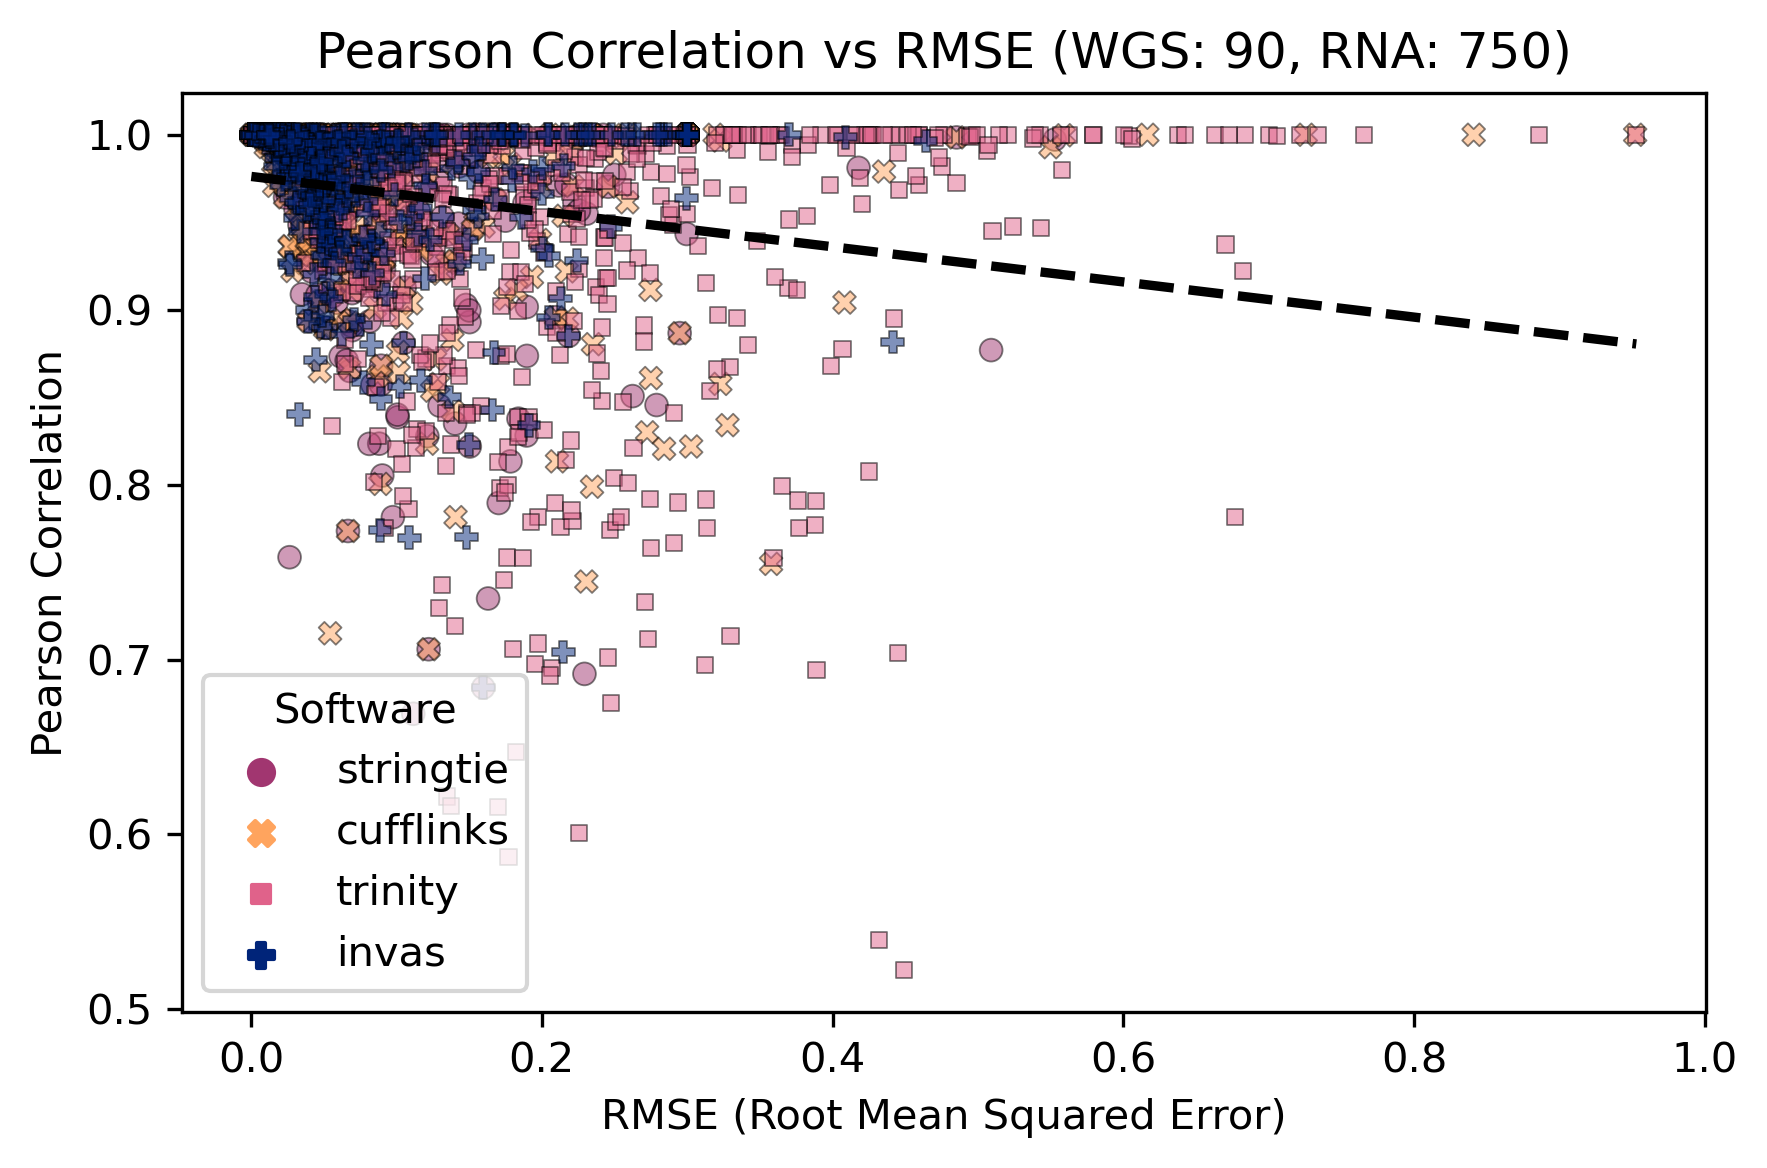 Pearson Correlation vs RMSE (WGS: 90, RNA: 750)
Pearson Correlation
1.0
0.9
0.8
0.7
0.6
0.5
Software
stringtie
cufflinks
trinity
invas
0.0 0.2 0.4 0.6 0.8 1.0
RMSE (Root Mean Squared Error)